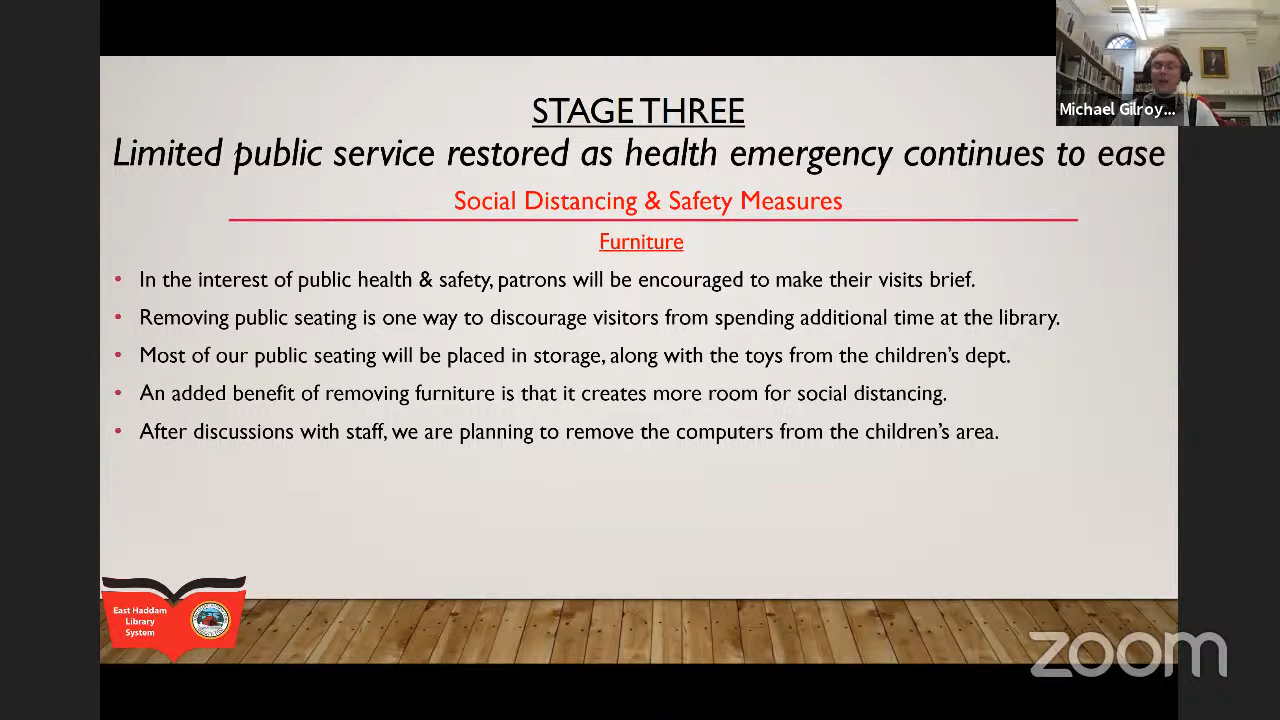 STAGE THREE
Limited public service restored as health emergency continues to ease
Social Distancing & Safety Measures
Furniture
• In the interest of public health & safety, patrons will be encouraged to make their visits brief.
• Removing public seating is one way to discourage visitors from spending additional time at the library.
• Most of our public seating will be placed in storage, along with the toys from the children's dept.
• An added benefit of removing furniture is that it creates more room for social distancing.
• After discussions with staff, we are planning to remove the computers from the children's area.
Michael Gilroy...
East Haddam
Library
System
zoom